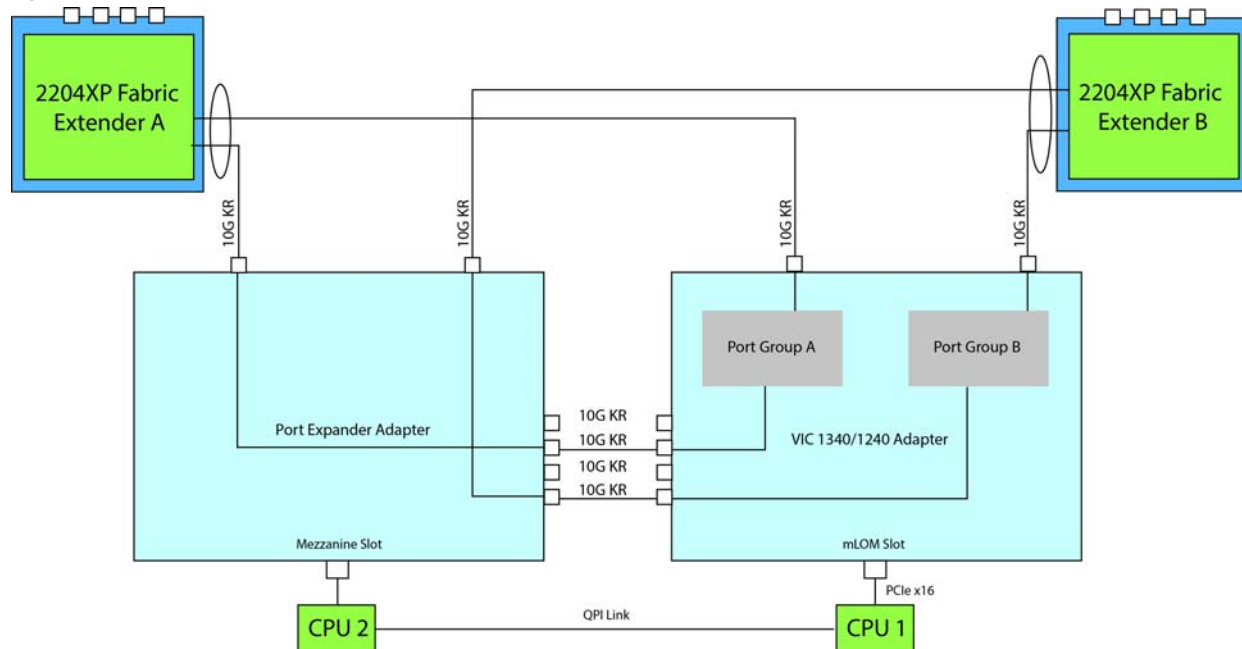 2204XP Fabric
Extender A
2204XP Fabric
Extender B
10G KR
10G KR
10G KR
10G KR
Port Group A
Port Group B
10G KR
10G KR
10G KR
10G KR
Port Expander Adapter
VIC 1340/1240 Adapter
Mezzanine Slot
mLOM Slot
PCIe x16
CPU 2
QPI Link
CPU 1